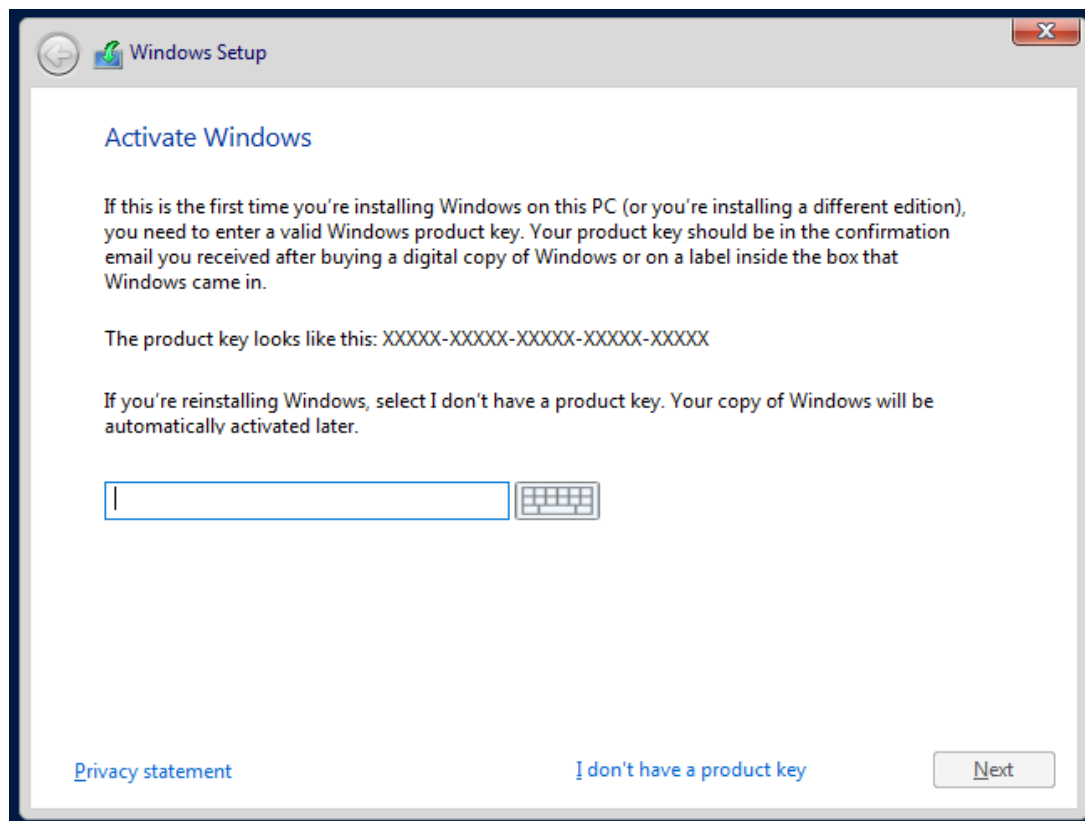 Windows Setup
Activate Windows
If this is the first time you're installing Windows on this PC (or you're installing a different edition),
you need to enter a valid Windows product key. Your product key should be in the confirmation
email you received after buying a digital copy of Windows or on a label inside the box that
Windows came in.
The product key looks like this: XXXXX-XXXXX-XXXXX-XXXXX-XXXXX
If you're reinstalling Windows, select I don't have a product key. Your copy of Windows will be
automatically activated later.
Privacy statement
I don't have a product key
Next